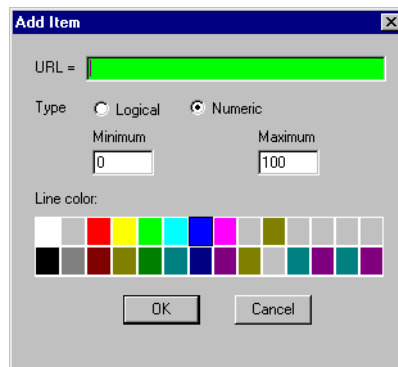 Add Item
URL =
Type Logical Numeric
Minimum Maximum
0 100
Line color:
OK Cancel